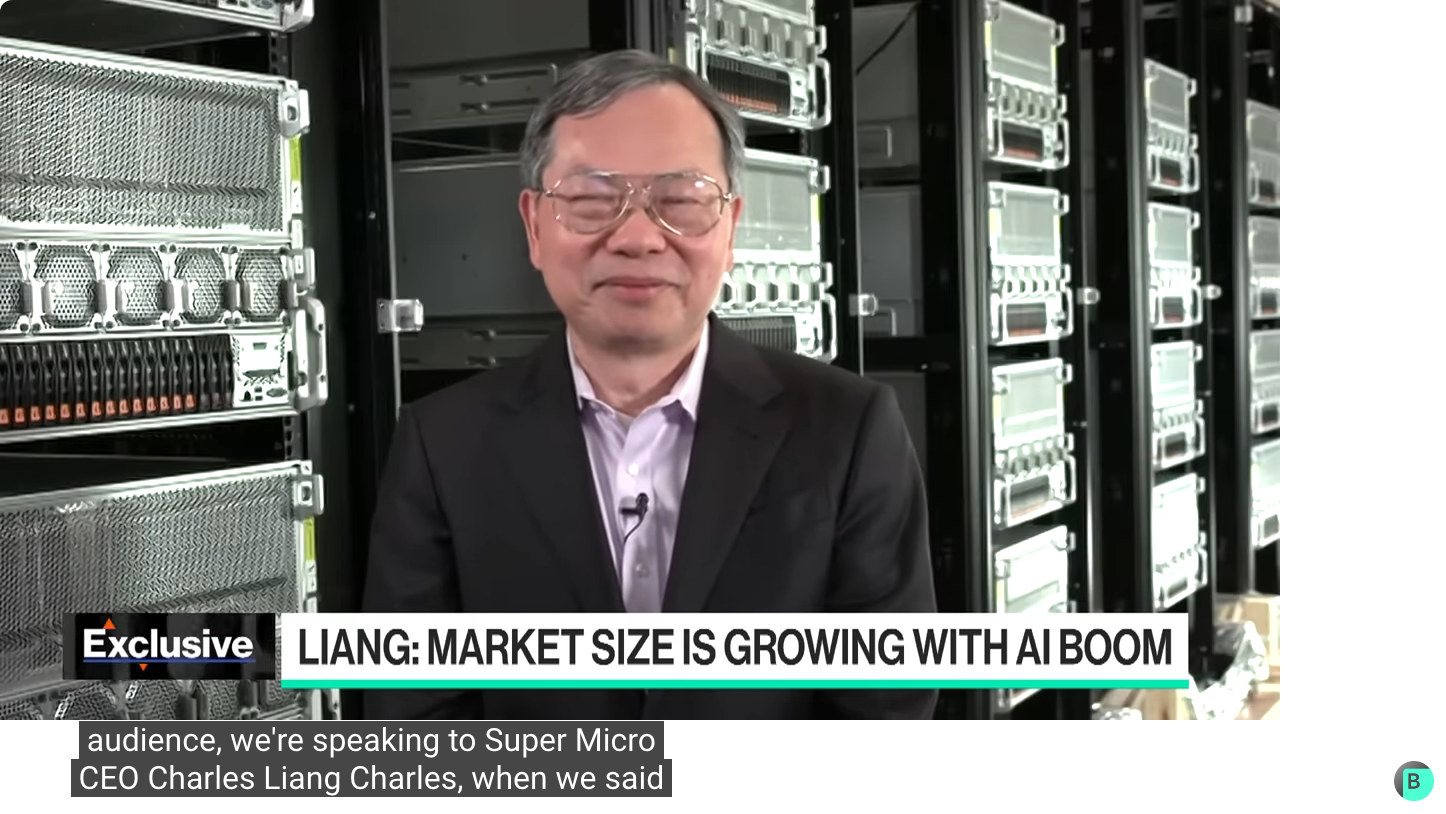 Exclusive
LIANG: MARKET SIZE IS GROWING WITH AI BOOM
audience, we're speaking to Super Micro
CEO Charles Liang Charles, when we said
B